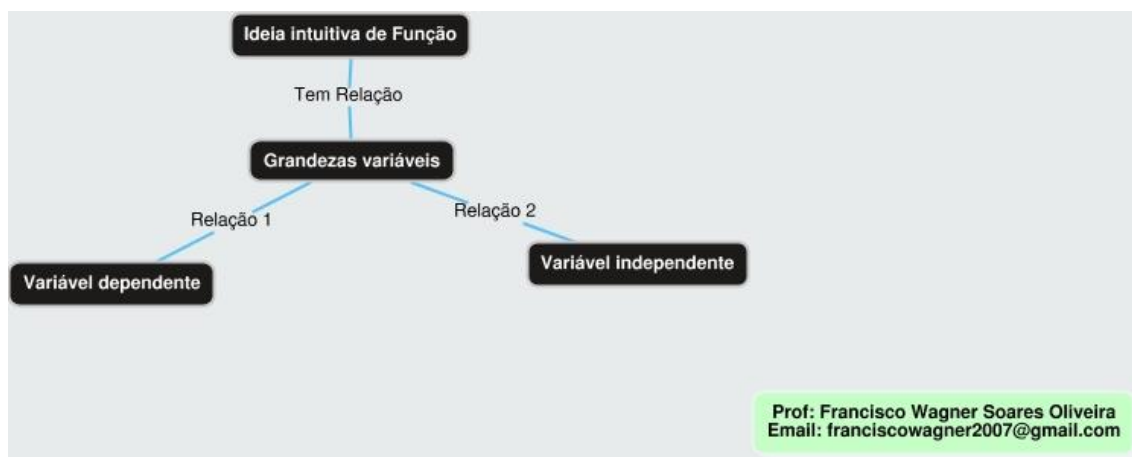 Ideia intuitiva de Função
Tem Relação
Grandezas variáveis
Relação 1
Relação 2
Variável dependente
Variável independente
Prof: Francisco Wagner Soares Oliveira
Email: franciscowagner2007@gmail.com